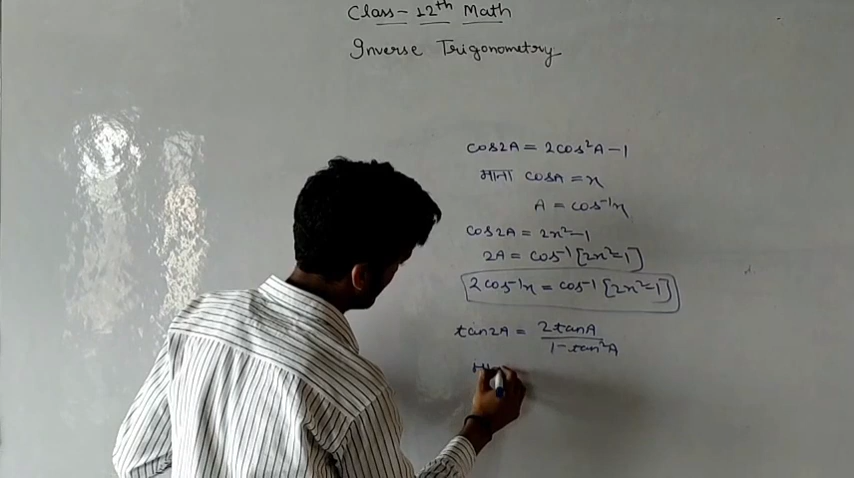 Class- 12th Math
Inverse Trigonometry
cos2A = 2cos²A-1
माना cosA = x
A = cos⁻¹x
cos2A = 2x²-1
2A = cos⁻¹[2x²-1]
2cos⁻¹x = cos⁻¹[2x²-1]
tan2A = 2tanA / 1-tan²A